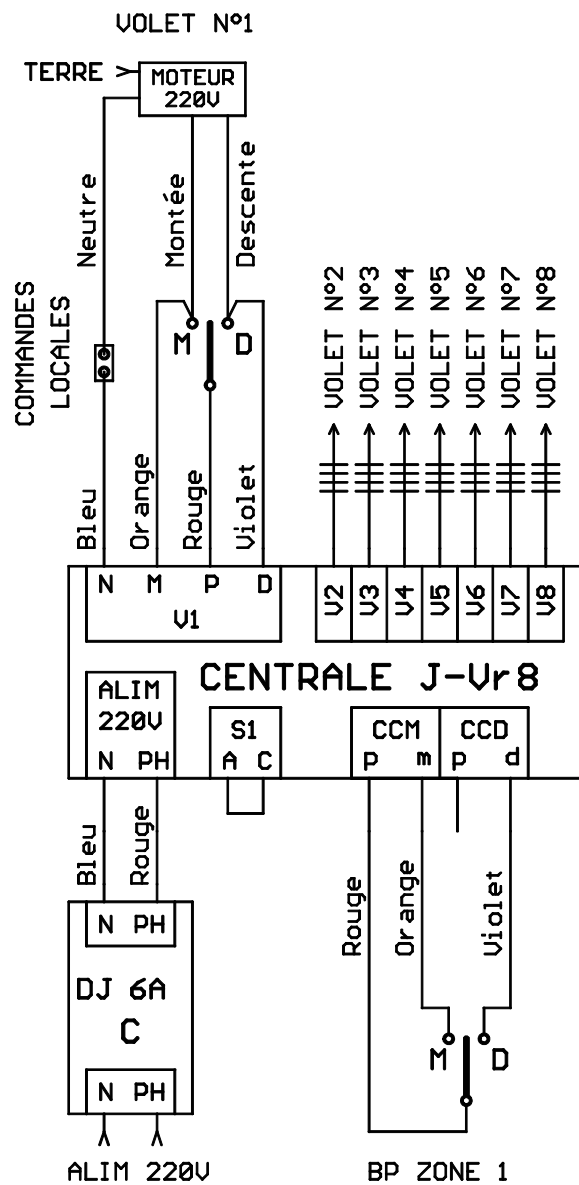 VOLET N°1
TERRE
MOTEUR
220V
Neutre
Montée
Descente
COMMANDES
LOCALES
M D
VOLET N°2
VOLET N°3
VOLET N°4
VOLET N°5
VOLET N°6
VOLET N°7
VOLET N°8
Bleu
Orange
Rouge
Violet
N M P D
V1
V2
V3
V4
V5
V6
V7
V8
CENTRALE J-Vr8
ALIM
220V
N PH
S1
A C
CCM
p m
CCD
p d
Bleu
Rouge
Rouge
Orange
Violet
N PH
DJ 6A
C
N PH
M D
ALIM 220V
BP ZONE 1